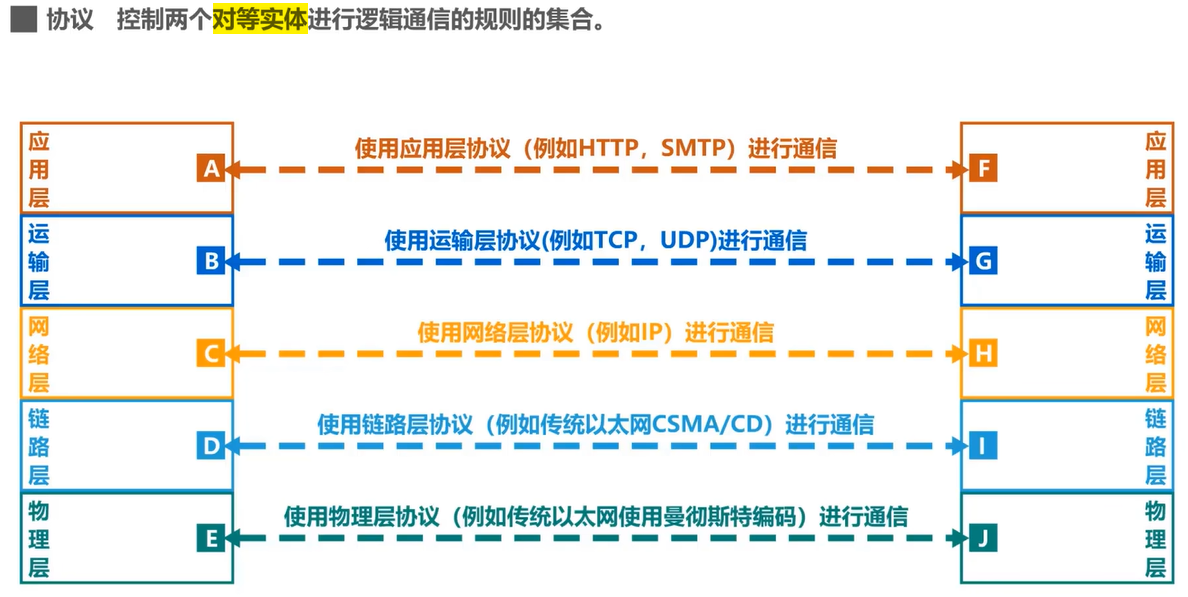 协议 控制两个对等实体进行逻辑通信的规则的集合。
应用层
A
使用应用层协议（例如HTTP，SMTP）进行通信
F
应用层
运输层
B
使用运输层协议(例如TCP，UDP)进行通信
G
运输层
网络层
C
使用网络层协议（例如IP）进行通信
H
网络层
链路层
D
使用链路层协议（例如传统以太网CSMA/CD）进行通信
I
链路层
物理层
E
使用物理层协议（例如传统以太网使用曼彻斯特编码）进行通信
J
物理层